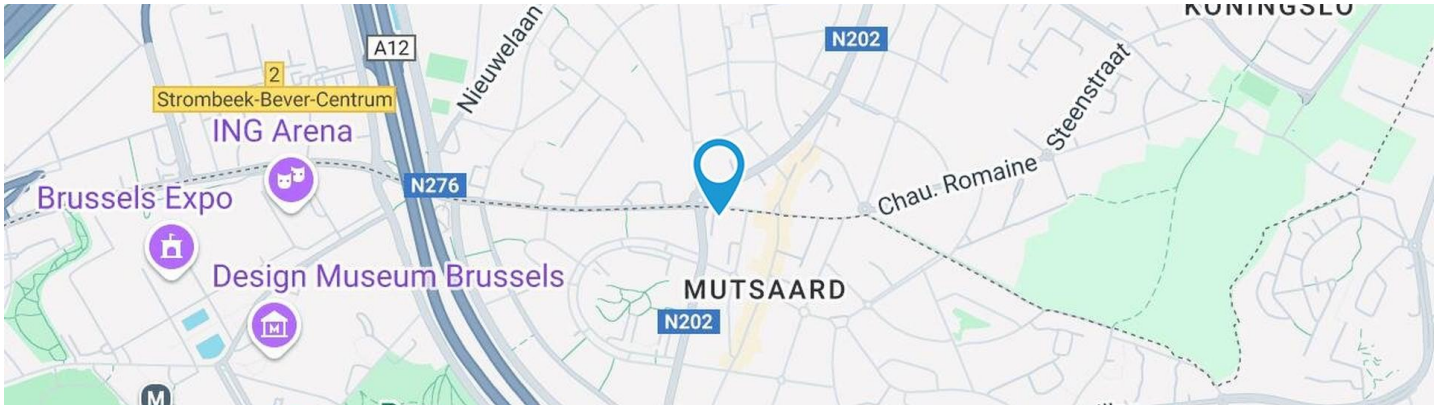 KONINGSLO
N202
Nieuwelaan
A12
2
Strombeek-Bever-Centrum
ING Arena
Steenstraat
N276
Brussels Expo
Chau. Romaine
Design Museum Brussels
MUTSAARD
N202
M